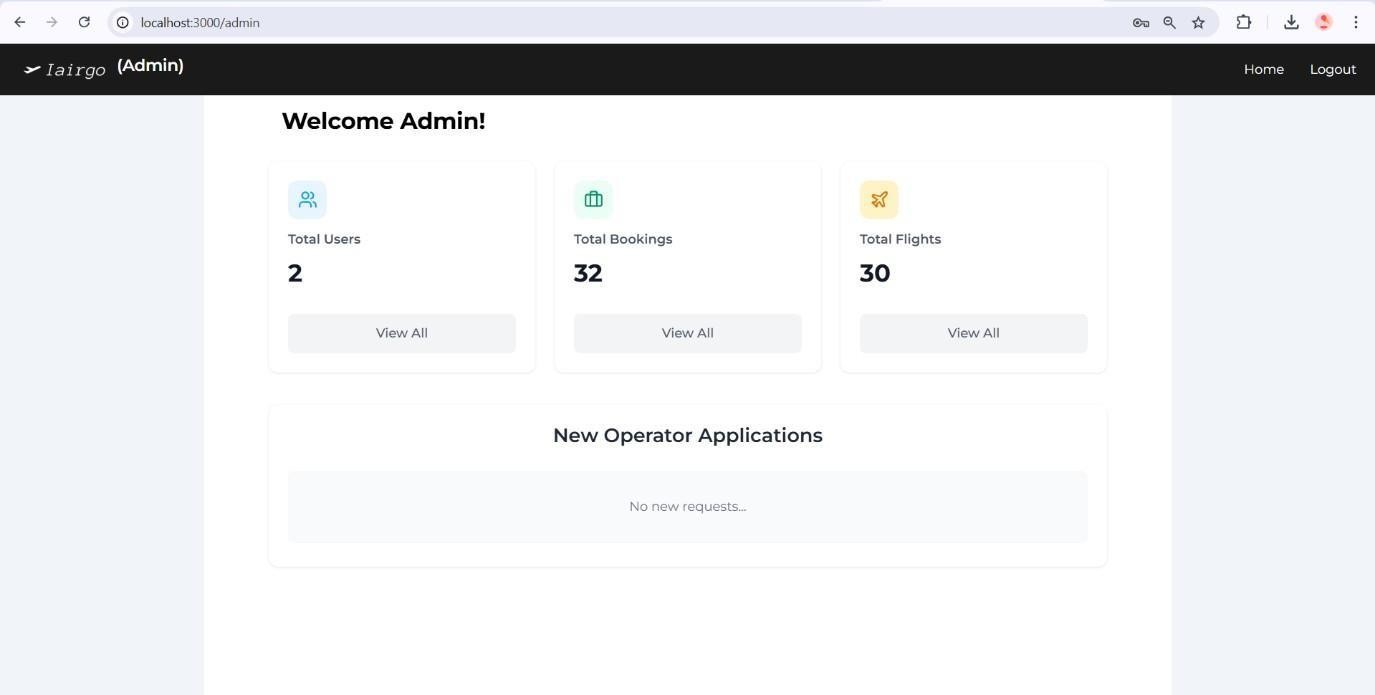 localhost:3000/admin
Iairgo (Admin) Home Logout
Welcome Admin!
Total Users Total Bookings Total Flights
2 32 30
View All View All View All
New Operator Applications
No new requests...